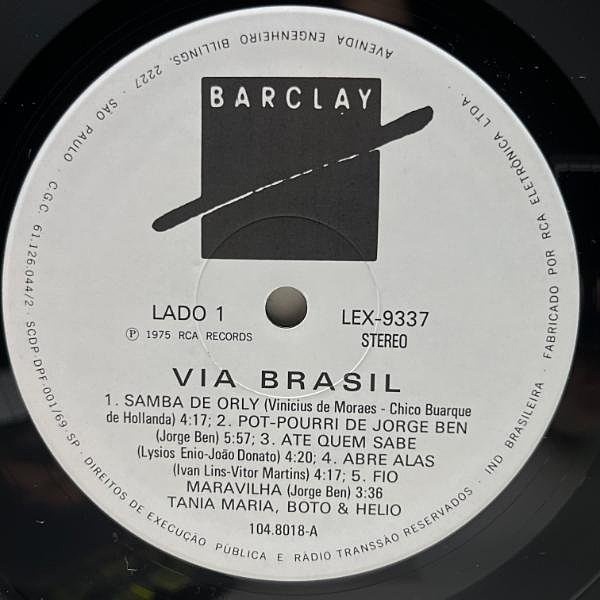 BARCLAY
LADO 1
Ⓟ 1975 RCA RECORDS
LEX-9337
STEREO
VIA BRASIL
1. SAMBA DE ORLY (Vinicius de Moraes - Chico Buarque
de Hollanda) 4:17; 2. POT-POURRI DE JORGE BEN
(Jorge Ben) 5:57; 3. ATE QUEM SABE
(Lysios Enio-João Donato) 4:20; 4. ABRE ALAS
(Ivan Lins-Vitor Martins) 4:17; 5. FIO
MARAVILHA (Jorge Ben) 3:36
TANIA MARIA, BOTO & HELIO
104.8018-A
FABRICADO POR RCA ELETRÔNICA LTDA. AVENIDA ENGENHEIRO BILLINGS, 2227 · SÃO PAULO · C.G.C. 61.126.044/2 · SCDP DPF-001/69-SP · DIREITOS DE EXECUÇÃO PÚBLICA E RÁDIO TRANSSÃO RESERVADOS · IND BRASILEIRA ·